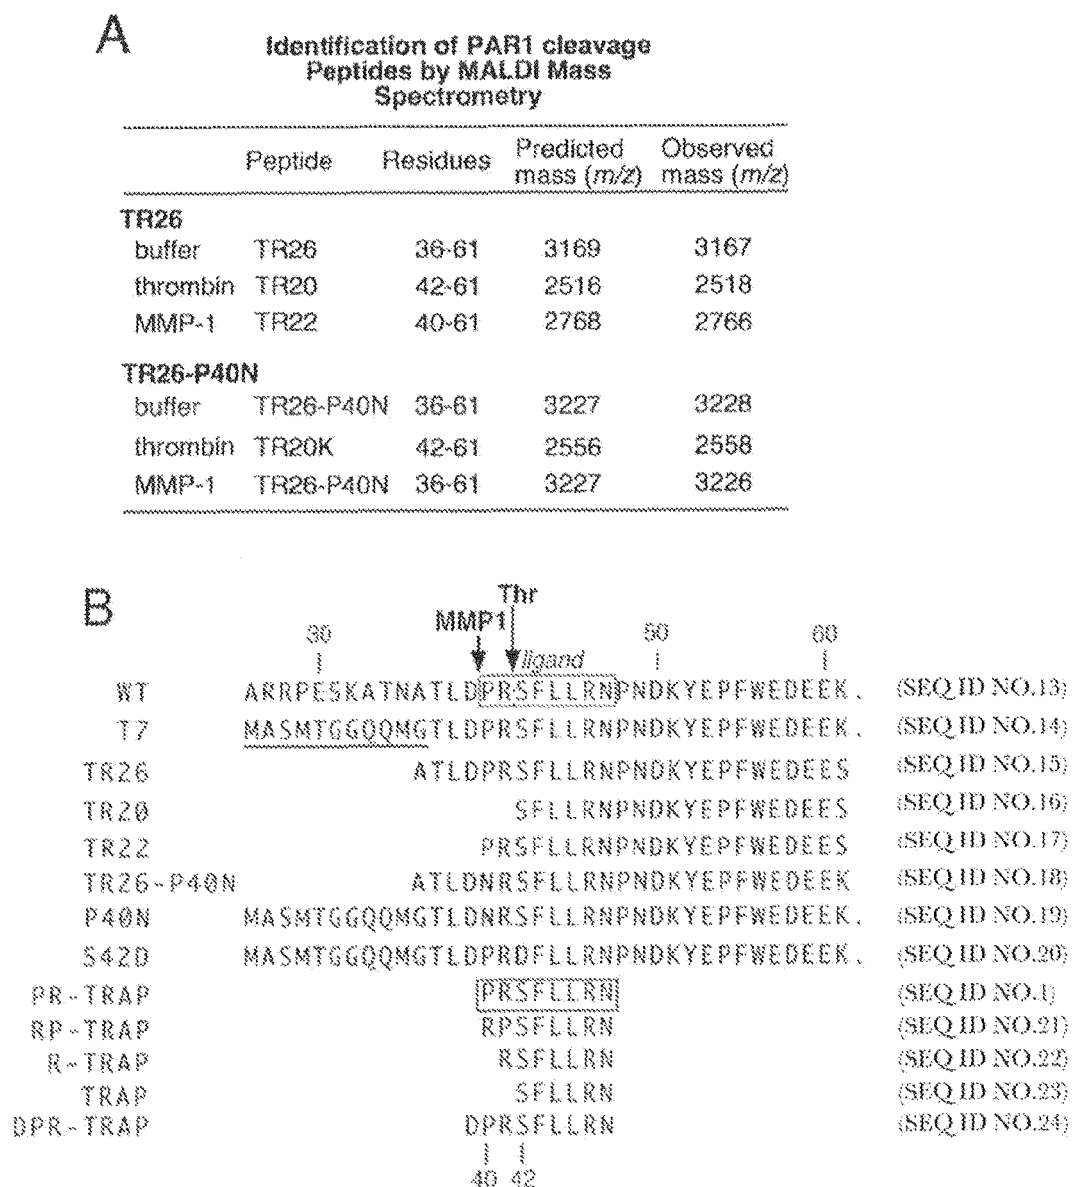 A
Identification of PAR1 cleavage
Peptides by MALDI Mass
Spectrometry
Peptide Residues Predicted mass (m/z) Observed mass (m/z)
TR26
buffer TR26 36-61 3169 3167
thrombin TR20 42-61 2516 2518
MMP-1 TR22 40-61 2768 2766
TR26-P40N
buffer TR26-P40N 36-61 3227 3228
thrombin TR20K 42-61 2556 2558
MMP-1 TR26-P40N 36-61 3227 3226
B
Thr
MMP1
30 50 60
ligand
WT ARRPESKATNATLDPRSFLLRNPNDKYEPFWEDEEK. (SEQ ID NO.13)
T7 MASMTGGQQMGTLDPRSFLLRNPNDKYEPFWEDEEK. (SEQ ID NO.14)
TR26 ATLDPRSFLLRNPNDKYEPFWEDEES (SEQ ID NO.15)
TR20 SFLLRNPNDKYEPFWEDEES (SEQ ID NO.16)
TR22 PRSFLLRNPNDKYEPFWEDEES (SEQ ID NO.17)
TR26-P40N ATLDNRSFLLRNPNDKYEPFWEDEEK (SEQ ID NO.18)
P40N MASMTGGQQMGTLDNRSFLLRNPNDKYEPFWEDEEK. (SEQ ID NO.19)
S42D MASMTGGQQMGTLDPRDFLLRNPNDKYEPFWEDEEK. (SEQ ID NO.20)
PR-TRAP PRSFLLRN (SEQ ID NO.1)
RP-TRAP RPSFLLRN (SEQ ID NO.21)
R-TRAP RSFLLRN (SEQ ID NO.22)
TRAP SFLLRN (SEQ ID NO.23)
DPR-TRAP DPRSFLLRN (SEQ ID NO.24)
40 42